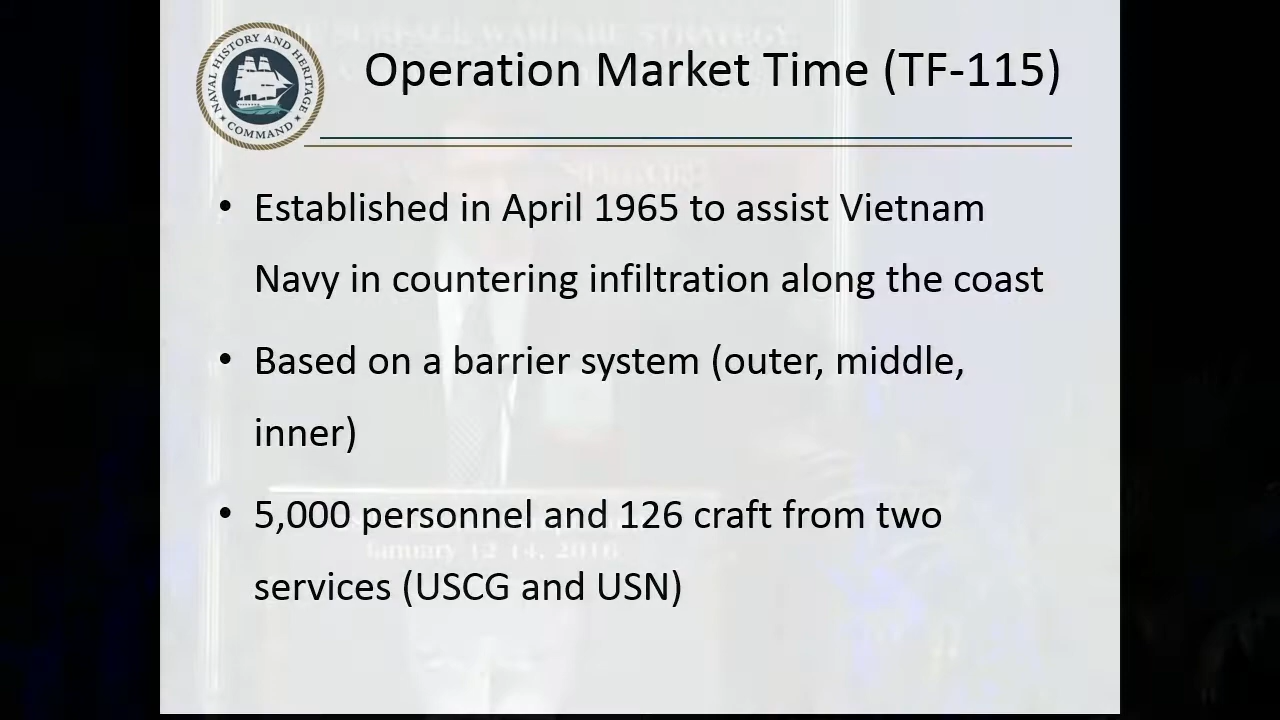 NAVAL HISTORY AND HERITAGE
COMMAND
Operation Market Time (TF-115)
• Established in April 1965 to assist Vietnam
Navy in countering infiltration along the coast
• Based on a barrier system (outer, middle,
inner)
• 5,000 personnel and 126 craft from two
services (USCG and USN)